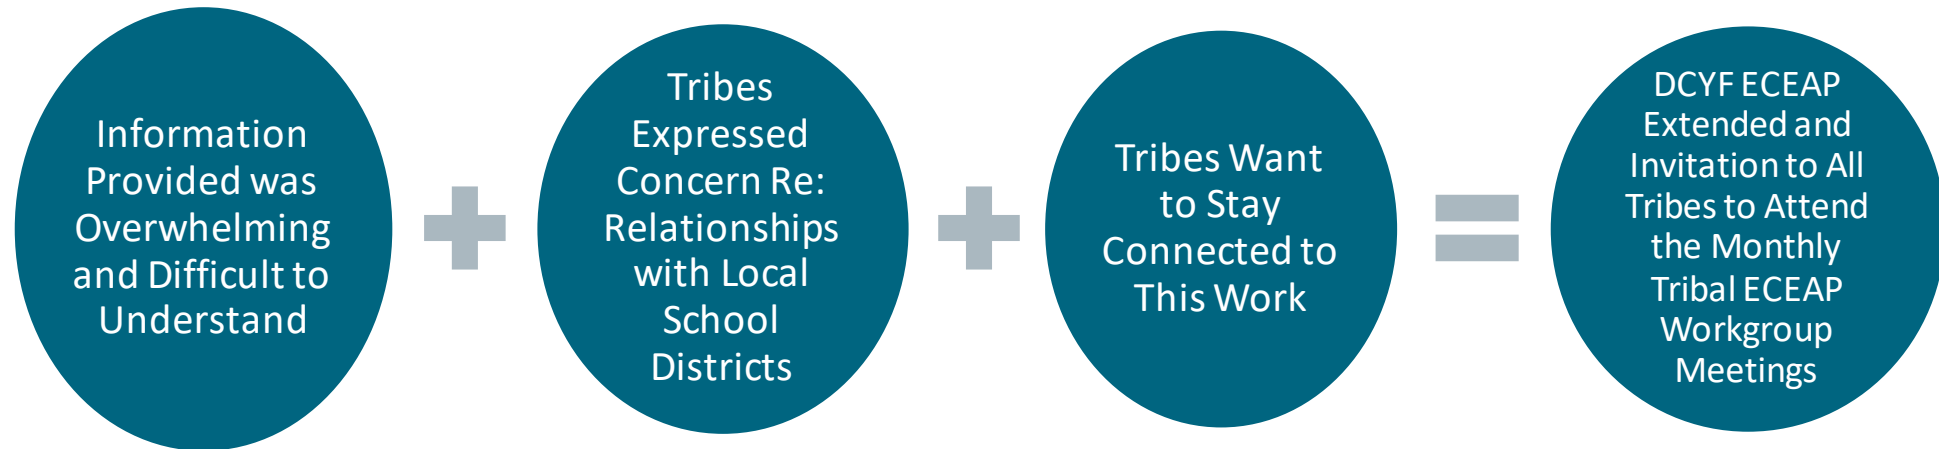 Information
Provided was
Overwhelming
and Difficult to
Understand
Tribes
Expressed
Concern Re:
Relationships
with Local
School
Districts
Tribes Want
to Stay
Connected to
This Work
DCYF ECEAP
Extended and
Invitation to All
Tribes to Attend
the Monthly
Tribal ECEAP
Workgroup
Meetings